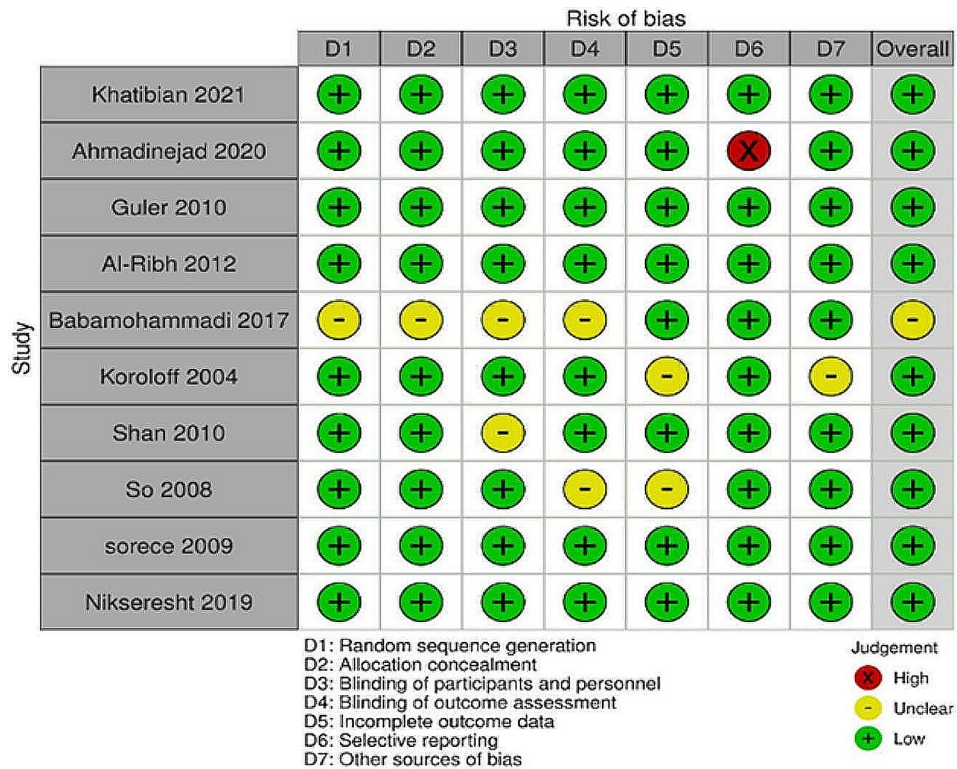 Risk of bias
D1 D2 D3 D4 D5 D6 D7 Overall
Study
Khatibian 2021 + + + + + + + +
Ahmadinejad 2020 + + + + + X + +
Guler 2010 + + + + + + + +
Al-Ribh 2012 + + + + + + + +
Babamohammadi 2017 - - - - + + + -
Koroloff 2004 + + + + - + - +
Shan 2010 + + - + + + + +
So 2008 + + + - - + + +
sorece 2009 + + + + + + + +
Nikseresht 2019 + + + + + + + +
D1: Random sequence generation
D2: Allocation concealment
D3: Blinding of participants and personnel
D4: Blinding of outcome assessment
D5: Incomplete outcome data
D6: Selective reporting
D7: Other sources of bias
Judgement
X High
- Unclear
+ Low